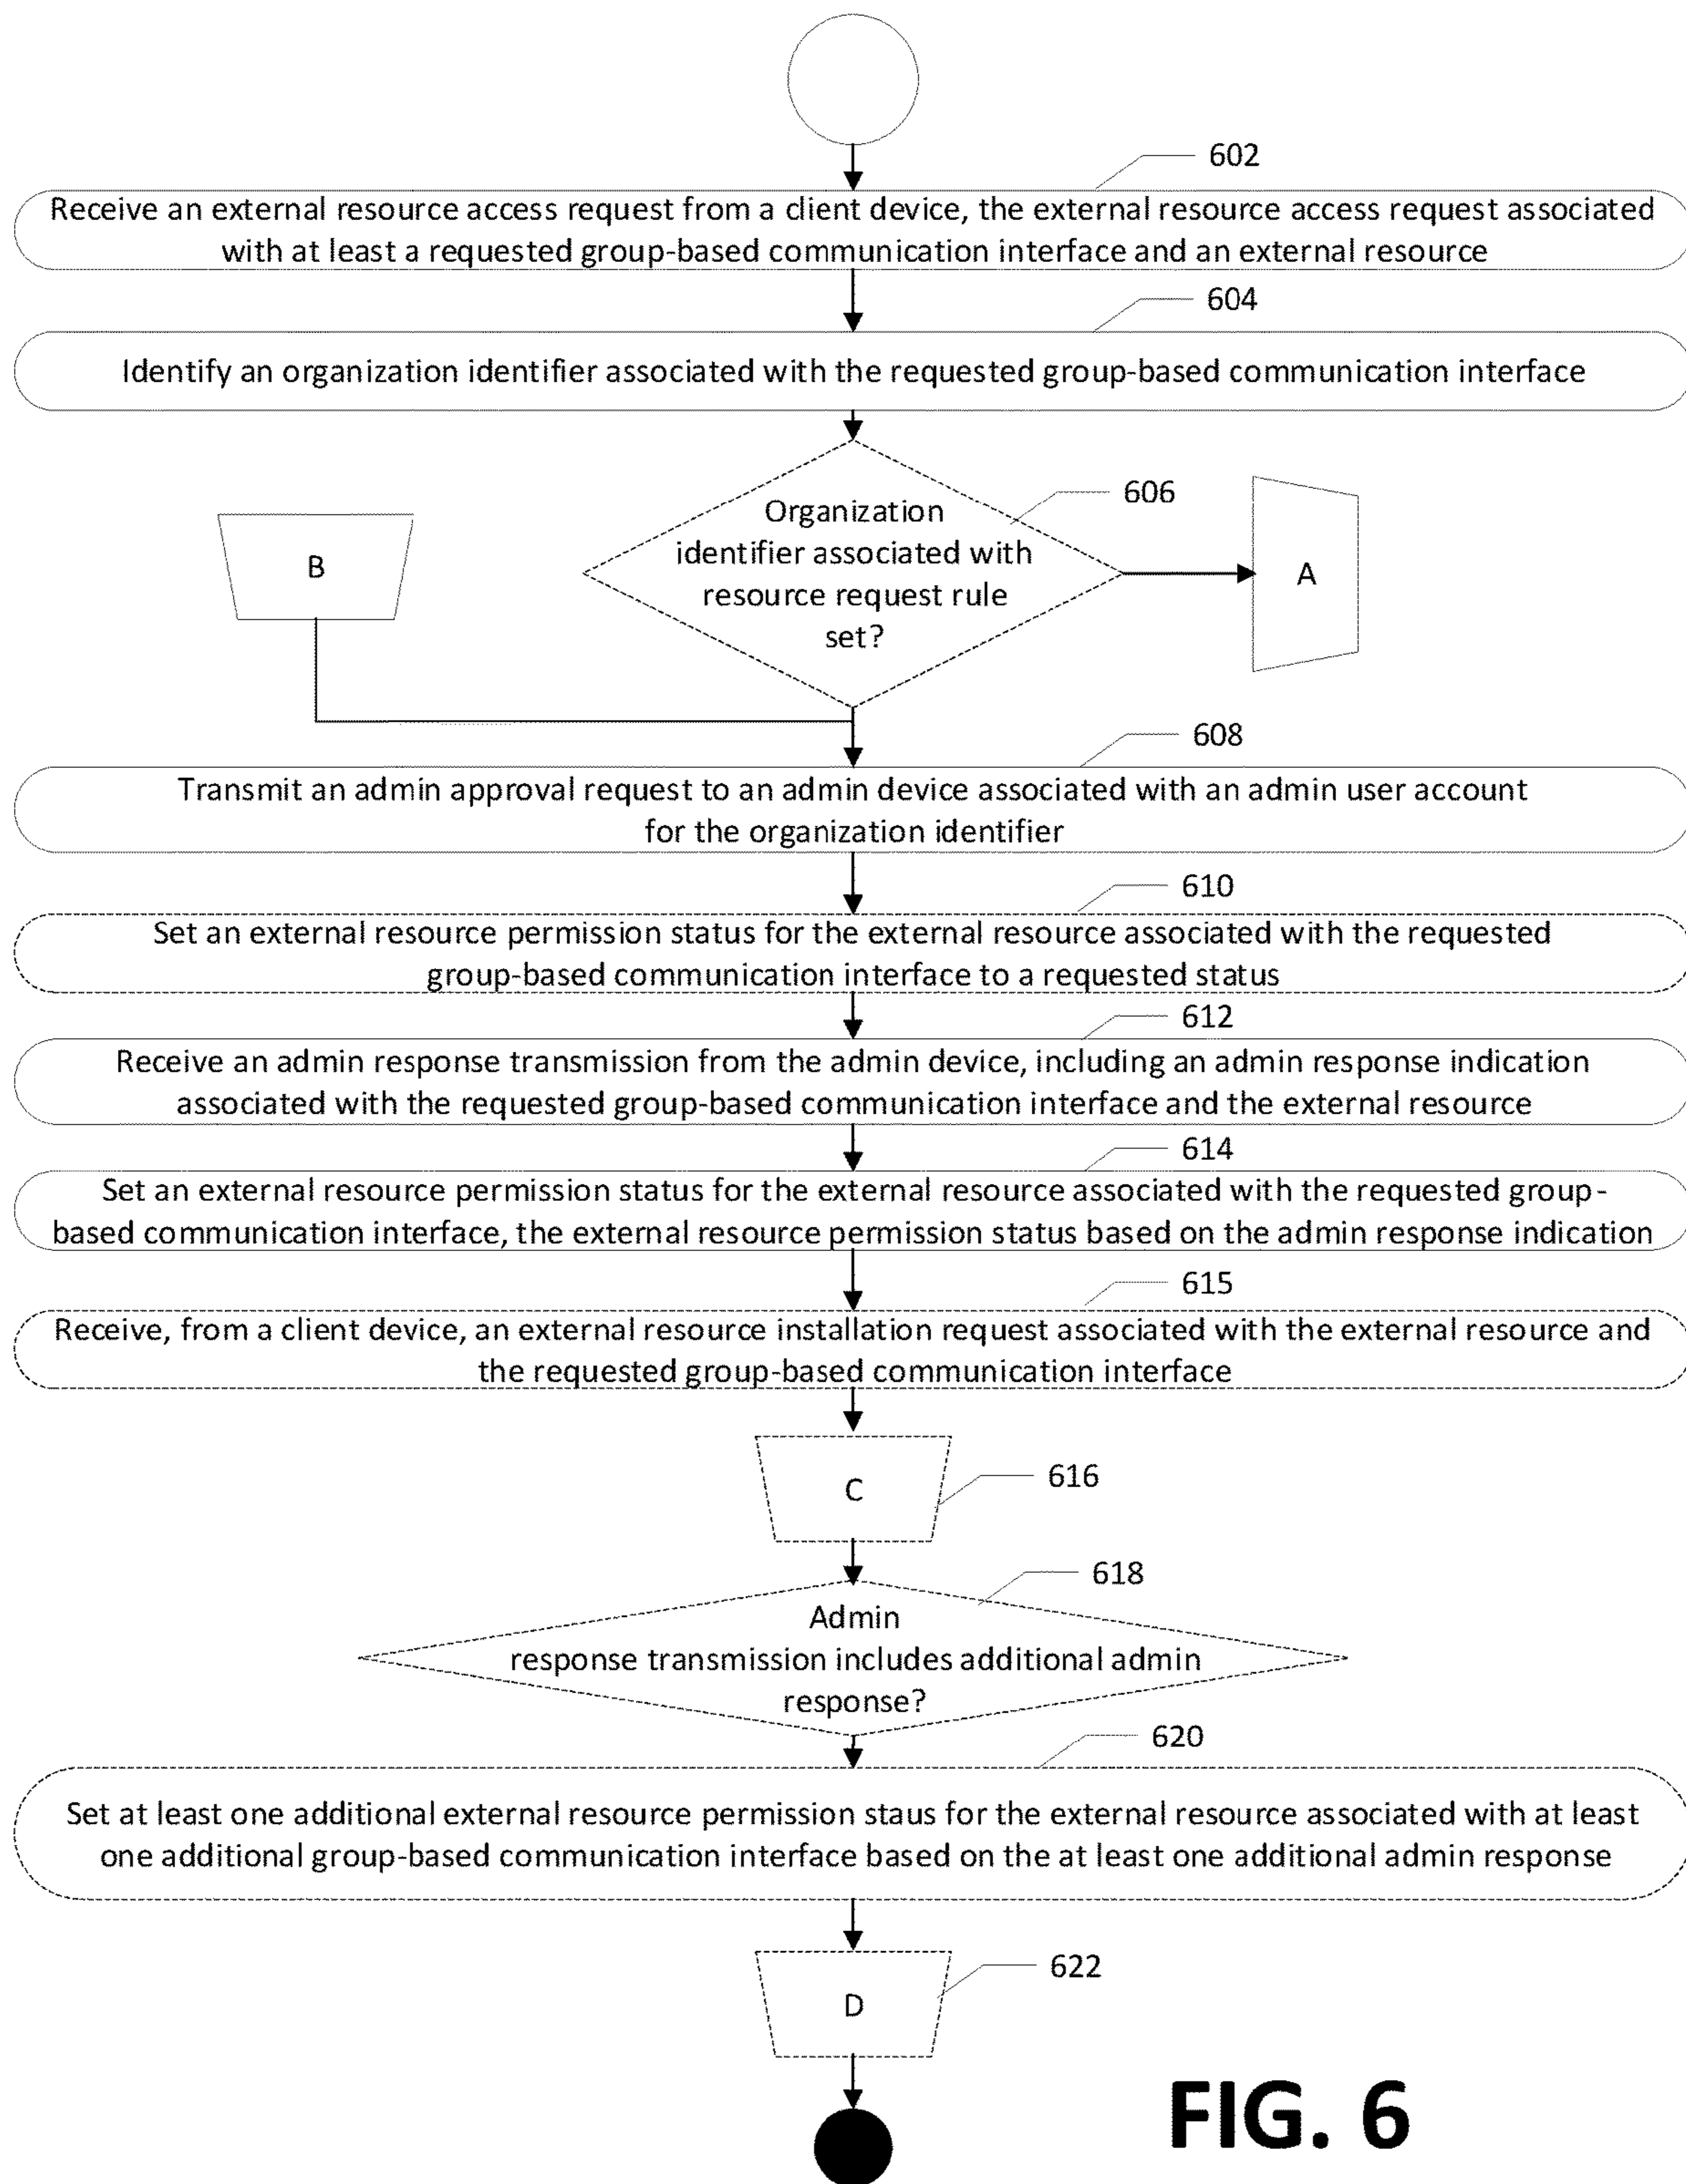 602
Receive an external resource access request from a client device, the external resource access request associated
with at least a requested group-based communication interface and an external resource
604
Identify an organization identifier associated with the requested group-based communication interface
606
Organization
identifier associated with
resource request rule
set?
B
A
608
Transmit an admin approval request to an admin device associated with an admin user account
for the organization identifier
610
Set an external resource permission status for the external resource associated with the requested
group-based communication interface to a requested status
612
Receive an admin response transmission from the admin device, including an admin response indication
associated with the requested group-based communication interface and the external resource
614
Set an external resource permission status for the external resource associated with the requested group-
based communication interface, the external resource permission status based on the admin response indication
615
Receive, from a client device, an external resource installation request associated with the external resource and
the requested group-based communication interface
C
616
618
Admin
response transmission includes additional admin
response?
620
Set at least one additional external resource permission staus for the external resource associated with at least
one additional group-based communication interface based on the at least one additional admin response
622
D
FIG. 6